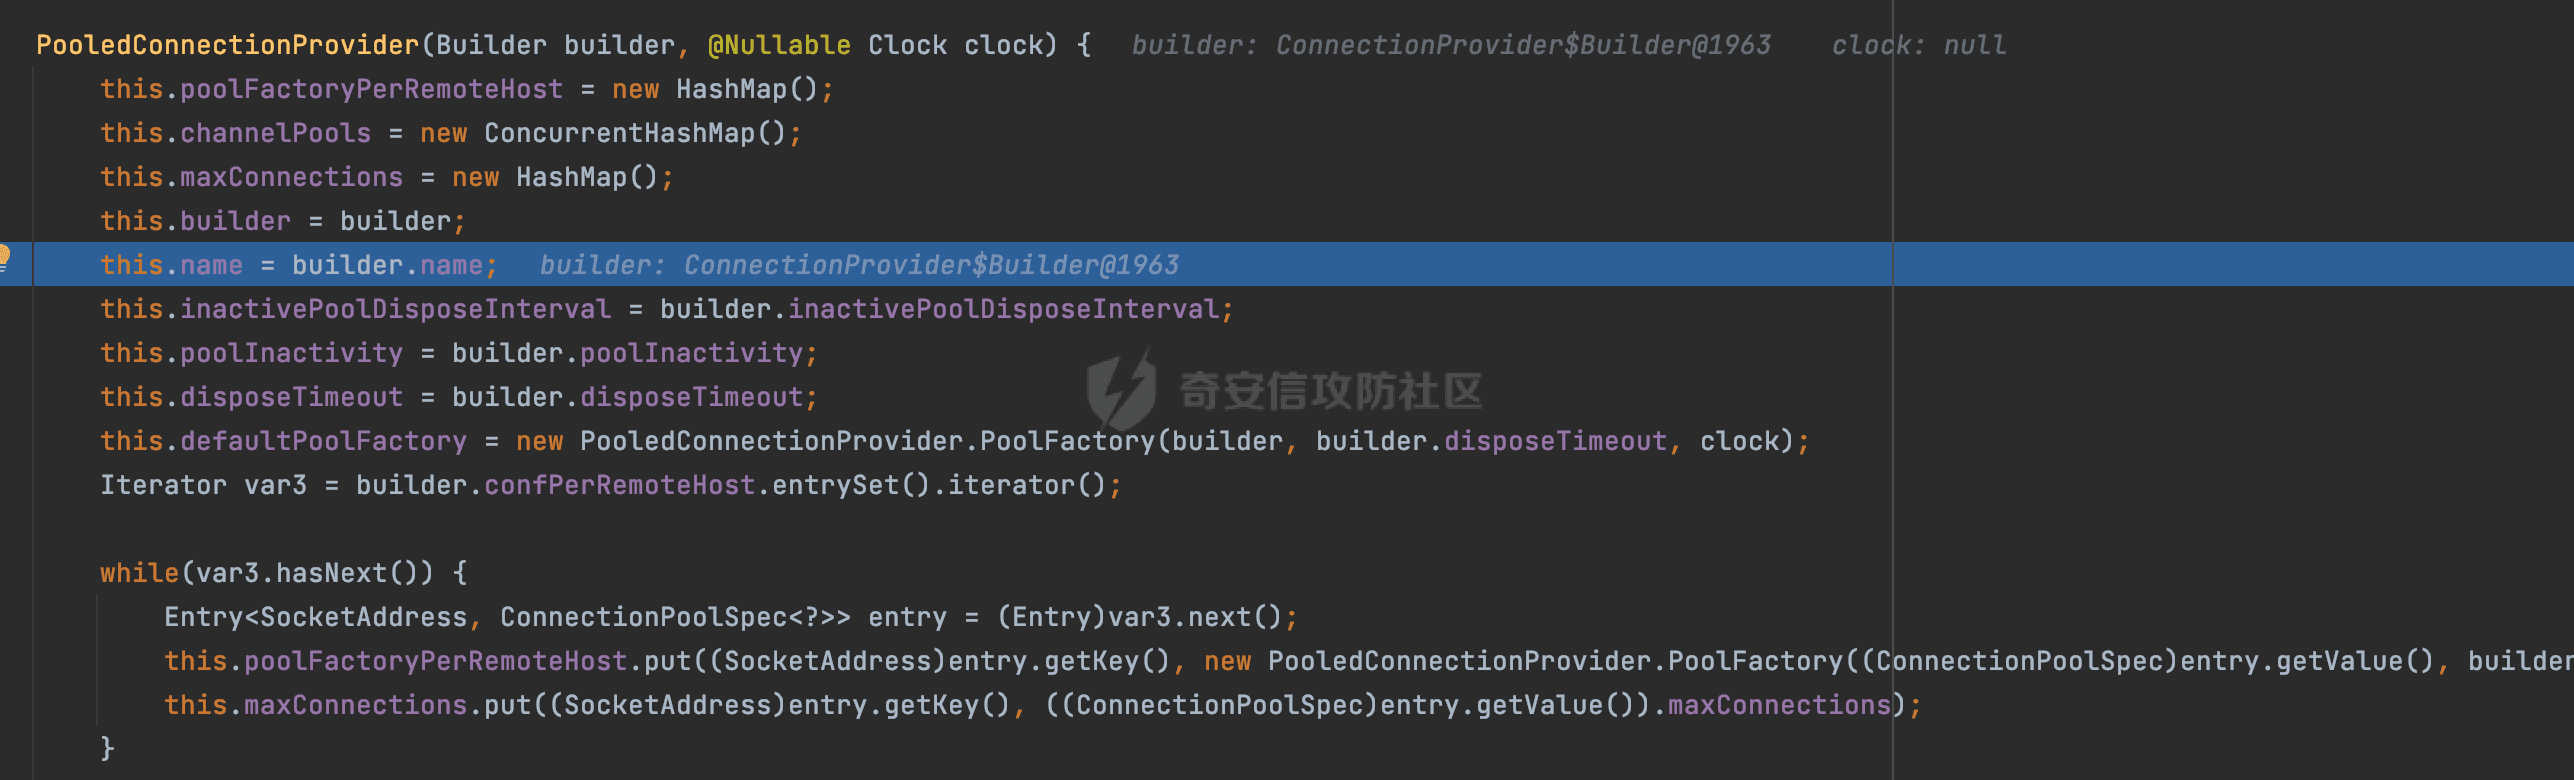 PooledConnectionProvider(Builder builder, @Nullable Clock clock) {   builder: ConnectionProvider$Builder@1963    clock: null
    this.poolFactoryPerRemoteHost = new HashMap();
    this.channelPools = new ConcurrentHashMap();
    this.maxConnections = new HashMap();
    this.builder = builder;
    this.name = builder.name;   builder: ConnectionProvider$Builder@1963
    this.inactivePoolDisposeInterval = builder.inactivePoolDisposeInterval;
    this.poolInactivity = builder.poolInactivity;
    this.disposeTimeout = builder.disposeTimeout;
奇安信攻防社区
    this.defaultPoolFactory = new PooledConnectionProvider.PoolFactory(builder, builder.disposeTimeout, clock);
    Iterator var3 = builder.confPerRemoteHost.entrySet().iterator();
    while(var3.hasNext()) {
        Entry<SocketAddress, ConnectionPoolSpec<?>> entry = (Entry)var3.next();
        this.poolFactoryPerRemoteHost.put((SocketAddress)entry.getKey(), new PooledConnectionProvider.PoolFactory((ConnectionPoolSpec)entry.getValue(), builder
        this.maxConnections.put((SocketAddress)entry.getKey(), ((ConnectionPoolSpec)entry.getValue()).maxConnections);
    }